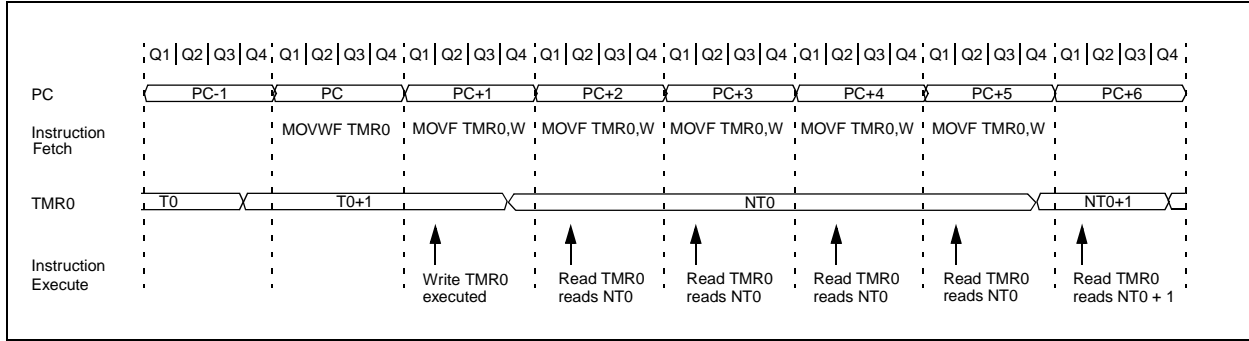 Q1 Q2 Q3 Q4 Q1 Q2 Q3 Q4 Q1 Q2 Q3 Q4 Q1 Q2 Q3 Q4 Q1 Q2 Q3 Q4 Q1 Q2 Q3 Q4 Q1 Q2 Q3 Q4 Q1 Q2 Q3 Q4
PC PC-1 PC PC+1 PC+2 PC+3 PC+4 PC+5 PC+6
Instruction MOVWF TMR0 MOVF TMR0,W MOVF TMR0,W MOVF TMR0,W MOVF TMR0,W MOVF TMR0,W
Fetch
TMR0 T0 T0+1 NT0 NT0+1
Instruction Write TMR0 Read TMR0 Read TMR0 Read TMR0 Read TMR0 Read TMR0
Execute executed reads NT0 reads NT0 reads NT0 reads NT0 reads NT0 + 1